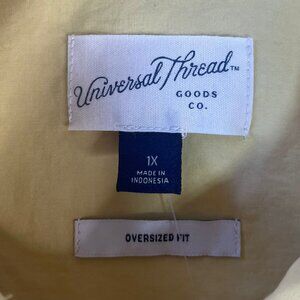 Universal Thread™
GOODS
CO.
1X
MADE IN
INDONESIA
OVERSIZED FIT